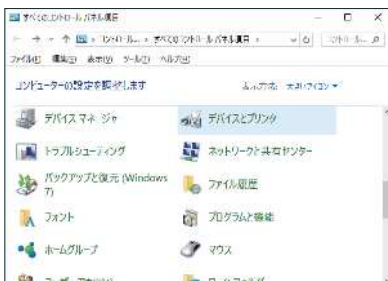 すべてのコントロール パネル項目
コントロール... › すべてのコントロール パネル項目 ›
ファイル(F) 編集(E) 表示(V) ツール(T) ヘルプ(H)
コンピューターの設定を調整します 表示方法: 大きいアイコン
デバイス マネージャー デバイスとプリンター
トラブルシューティング ネットワークと共有センター
バックアップと復元 (Windows 7) ファイル履歴
フォント プログラムと機能
ホームグループ マウス